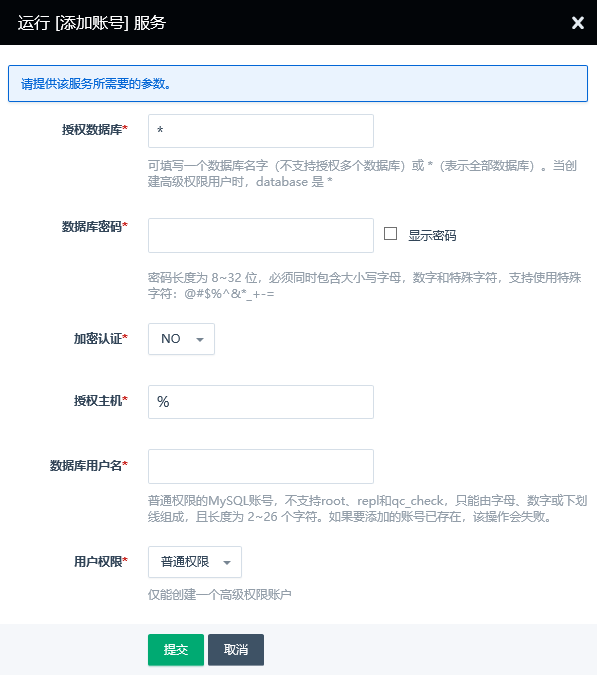 运行 [添加账号] 服务
请提供该服务所需要的参数。
授权数据库*
*
可填写一个数据库名字（不支持授权多个数据库）或 *（表示全部数据库）。当创
建高级权限用户时，database 是 *
数据库密码*
显示密码
密码长度为 8~32 位，必须同时包含大小写字母，数字和特殊字符，支持使用特殊
字符：@#$%^&*_+-=
加密认证*
NO
授权主机*
%
数据库用户名*
普通权限的MySQL账号，不支持root、repl和qc_check，只能由字母、数字或下划
线组成，且长度为 2~26 个字符。如果要添加的账号已存在，该操作会失败。
用户权限*
普通权限
仅能创建一个高级权限账户
提交 取消